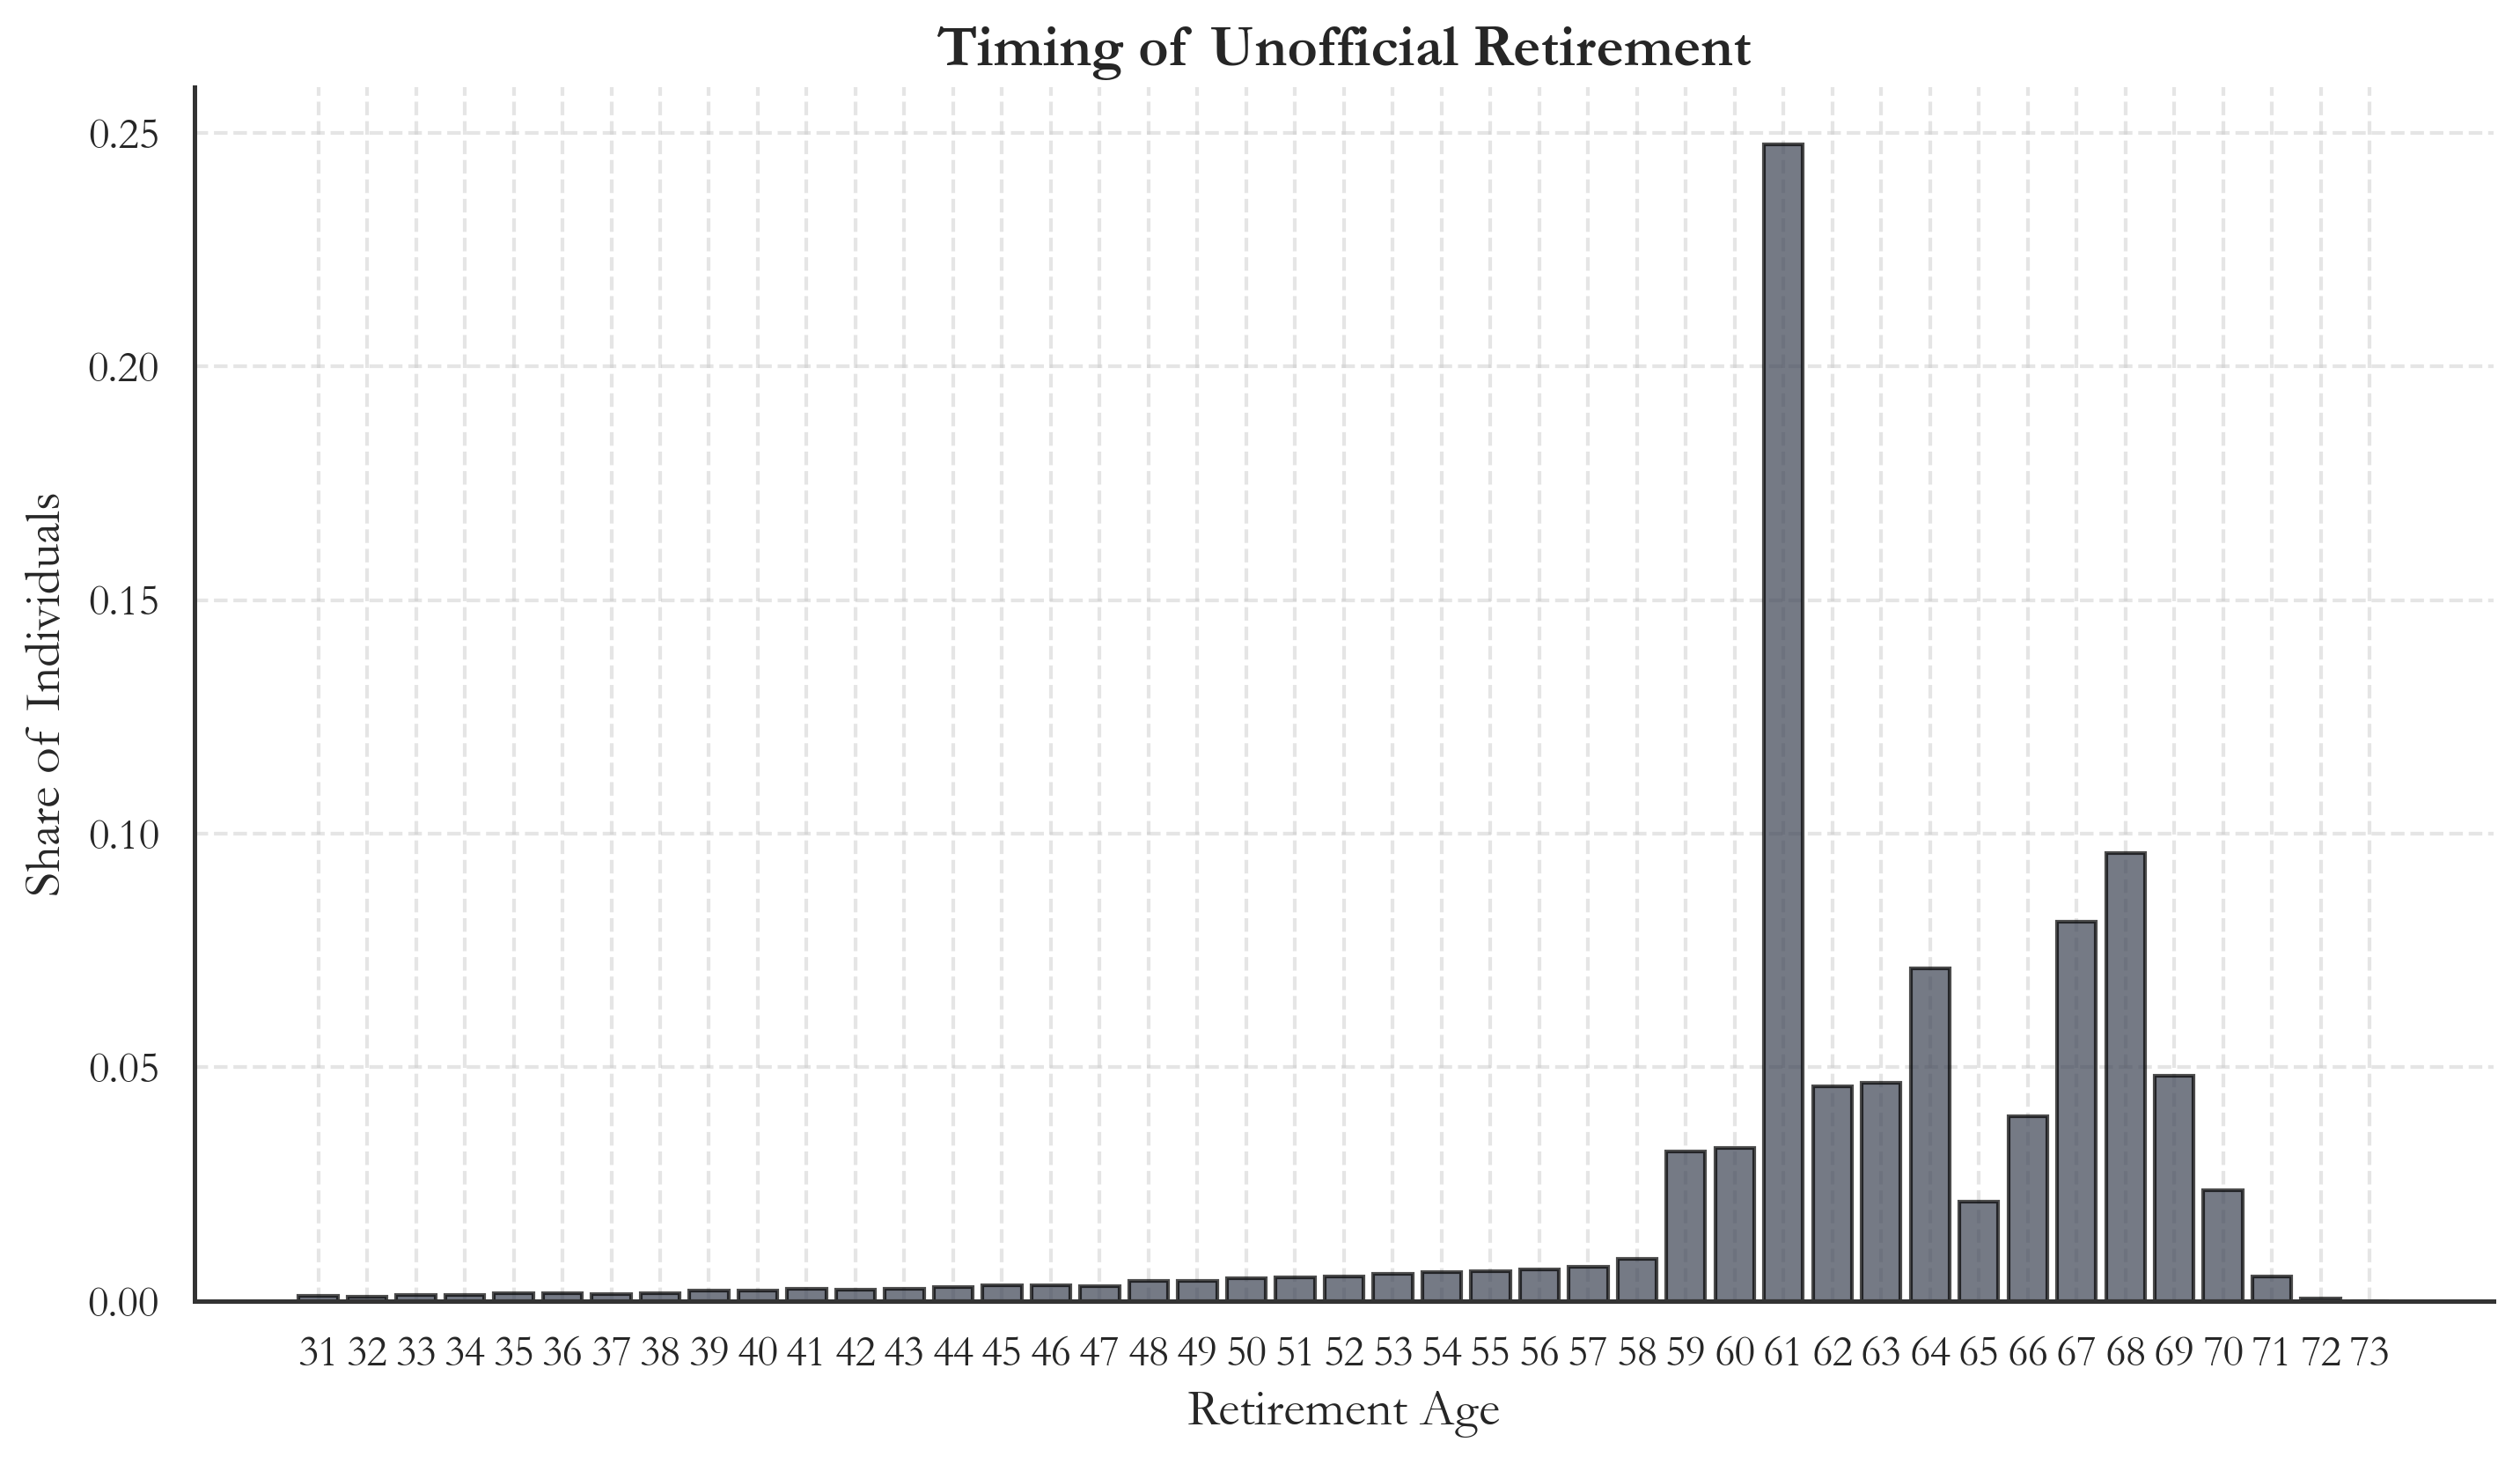 Timing of Unofficial Retirement
0.25
0.20
0.15
0.10
0.05
0.00
Share of Individuals
31 32 33 34 35 36 37 38 39 40 41 42 43 44 45 46 47 48 49 50 51 52 53 54 55 56 57 58 59 60 61 62 63 64 65 66 67 68 69 70 71 72 73
Retirement Age